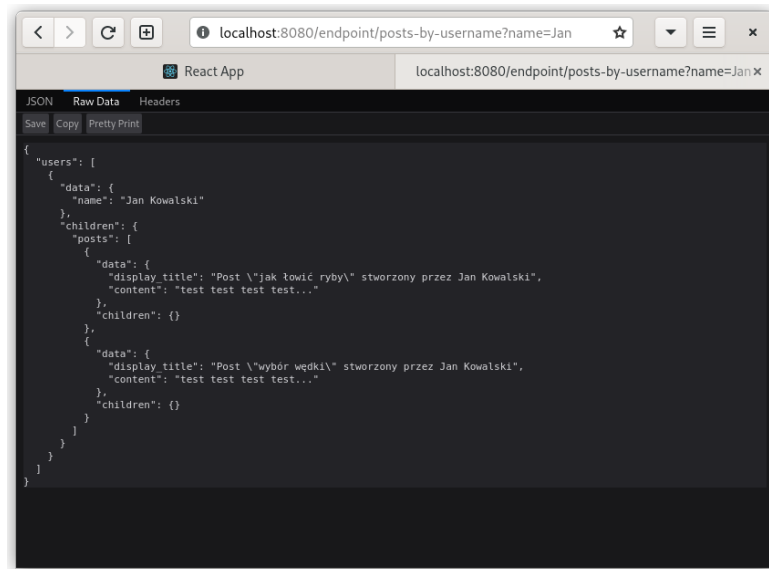 localhost:8080/endpoint/posts-by-username?name=Jan
React App
localhost:8080/endpoint/posts-by-username?name=Jan
JSON Raw Data Headers
Save Copy Pretty Print
{
  "users": [
    {
      "data": {
        "name": "Jan Kowalski"
      },
      "children": {
        "posts": [
          {
            "data": {
              "display_title": "Post \"jak łowić ryby\" stworzony przez Jan Kowalski",
              "content": "test test test test..."
            },
            "children": {}
          },
          {
            "data": {
              "display_title": "Post \"wybór wędki\" stworzony przez Jan Kowalski",
              "content": "test test test test..."
            },
            "children": {}
          }
        ]
      }
    }
  ]
}